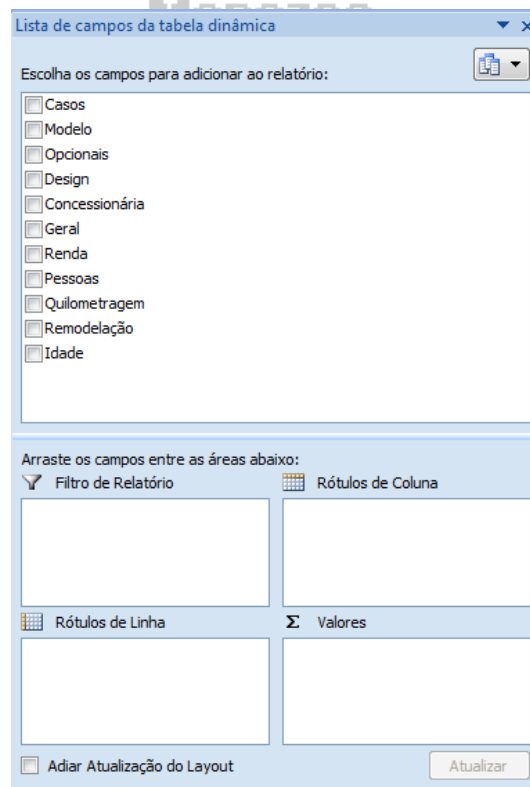 Lista de campos da tabela dinâmica
Escolha os campos para adicionar ao relatório:
Casos
Modelo
Opcionais
Design
Concessionária
Geral
Renda
Pessoas
Quilometragem
Remodelação
Idade
Arraste os campos entre as áreas abaixo:
Filtro de Relatório
Rótulos de Coluna
Rótulos de Linha
Σ Valores
Adiar Atualização do Layout
Atualizar